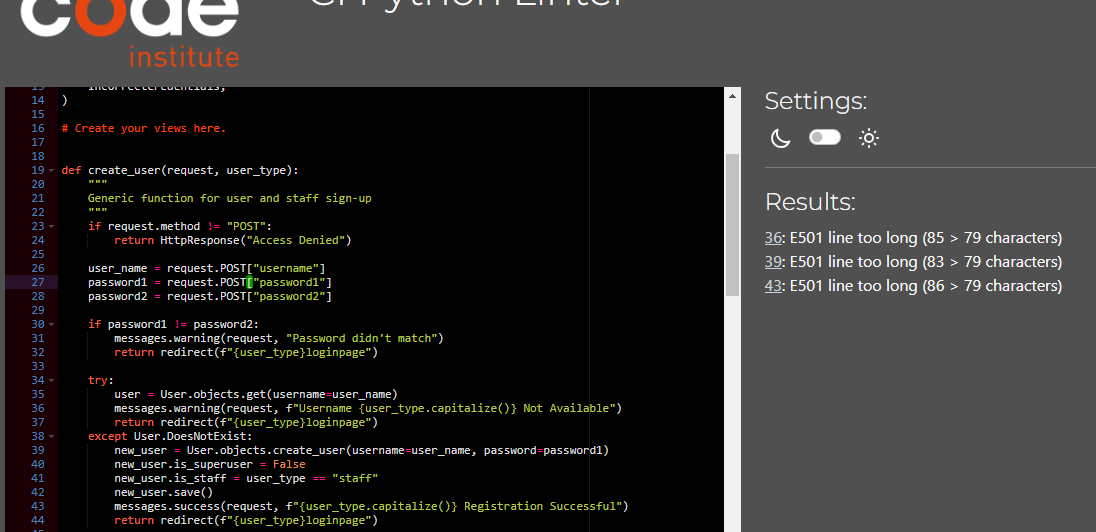 code
institute
CI Python Linter
Settings:
Results:
36: E501 line too long (85 > 79 characters)
39: E501 line too long (83 > 79 characters)
43: E501 line too long (86 > 79 characters)
13 IncorrectCredentials,
14 )
15
16 # Create your views here.
17
18
19 def create_user(request, user_type):
20 """
21 Generic function for user and staff sign-up
22 """
23 if request.method != "POST":
24 return HttpResponse("Access Denied")
25
26 user_name = request.POST["username"]
27 password1 = request.POST["password1"]
28 password2 = request.POST["password2"]
29
30 if password1 != password2:
31 messages.warning(request, "Password didn't match")
32 return redirect(f"{user_type}loginpage")
33
34 try:
35 user = User.objects.get(username=user_name)
36 messages.warning(request, f"Username {user_type.capitalize()} Not Available")
37 return redirect(f"{user_type}loginpage")
38 except User.DoesNotExist:
39 new_user = User.objects.create_user(username=user_name, password=password1)
40 new_user.is_superuser = False
41 new_user.is_staff = user_type == "staff"
42 new_user.save()
43 messages.success(request, f"{user_type.capitalize()} Registration Successful")
44 return redirect(f"{user_type}loginpage")